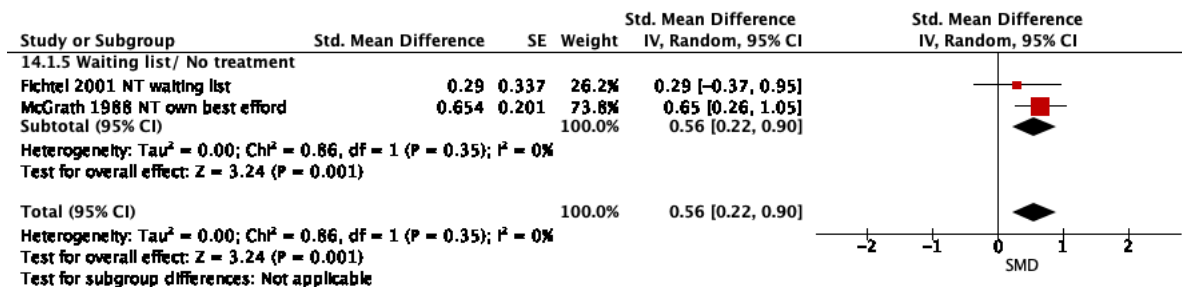 Std. Mean Difference Std. Mean Difference
Study or Subgroup Std. Mean Difference SE Weight IV, Random, 95% CI IV, Random, 95% CI
14.1.5 Waiting list/ No treatment
Fichtel 2001 NT waiting list 0.29 0.337 26.2% 0.29 [-0.37, 0.95]
McGrath 1988 NT own best efford 0.654 0.201 73.8% 0.65 [0.26, 1.05]
Subtotal (95% CI) 100.0% 0.56 [0.22, 0.90]
Heterogeneity: Tau² = 0.00; Chi² = 0.86, df = 1 (P = 0.35); I² = 0%
Test for overall effect: Z = 3.24 (P = 0.001)
Total (95% CI) 100.0% 0.56 [0.22, 0.90]
Heterogeneity: Tau² = 0.00; Chi² = 0.86, df = 1 (P = 0.35); I² = 0%
Test for overall effect: Z = 3.24 (P = 0.001)
Test for subgroup differences: Not applicable
-2 -1 0 1 2
SMD